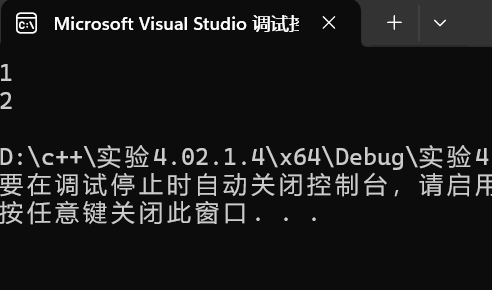 Microsoft Visual Studio 调试控
1
2
D:\c++\实验4.02.1.4\x64\Debug\实验4
要在调试停止时自动关闭控制台，请启用
按任意键关闭此窗口. . .